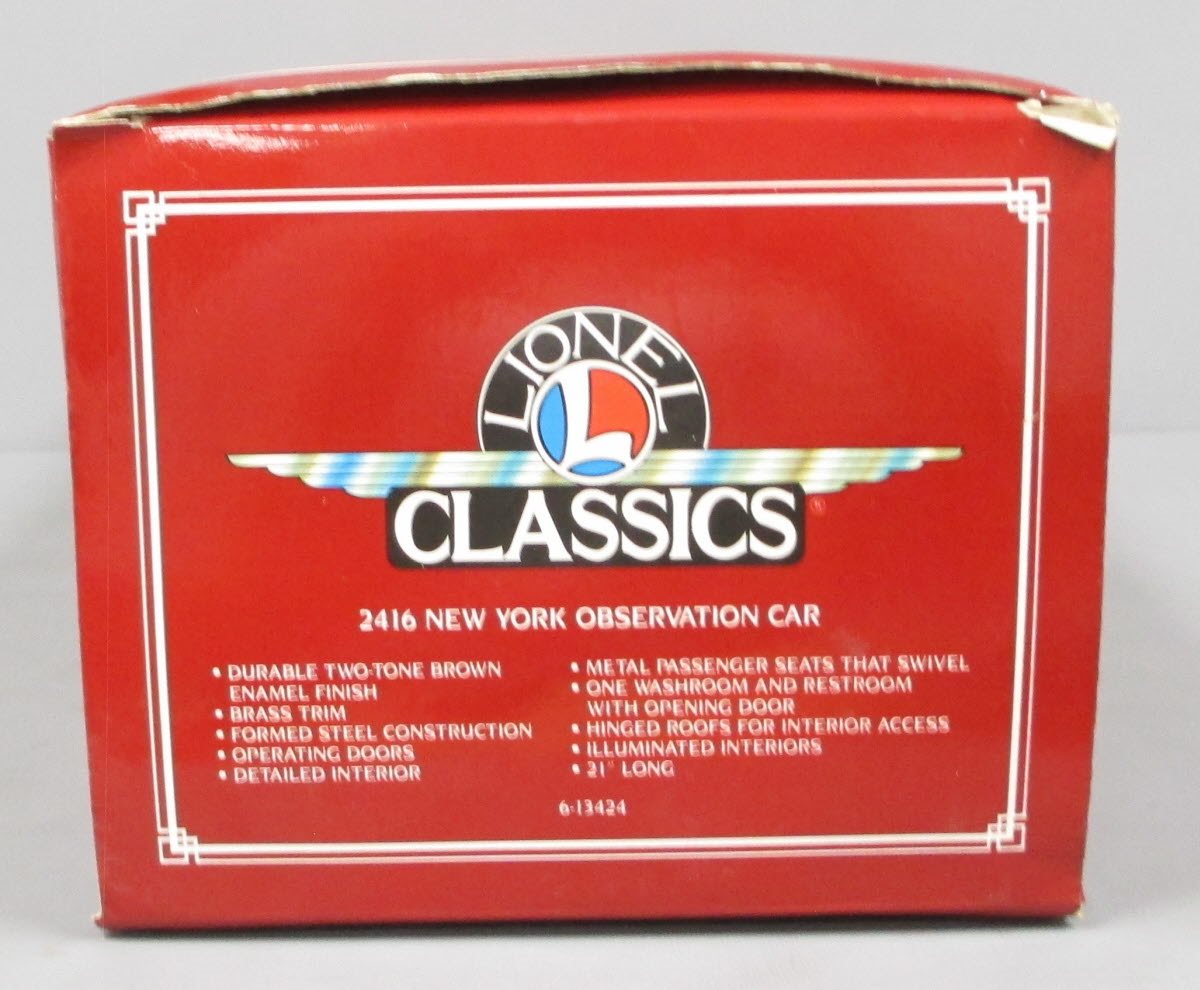 LIONEL
L
CLASSICS ®
2416 NEW YORK OBSERVATION CAR
• DURABLE TWO-TONE BROWN
ENAMEL FINISH
• BRASS TRIM
• FORMED STEEL CONSTRUCTION
• OPERATING DOORS
• DETAILED INTERIOR
• METAL PASSENGER SEATS THAT SWIVEL
• ONE WASHROOM AND RESTROOM
WITH OPENING DOOR
• HINGED ROOFS FOR INTERIOR ACCESS
• ILLUMINATED INTERIORS
• 21" LONG
6-13424